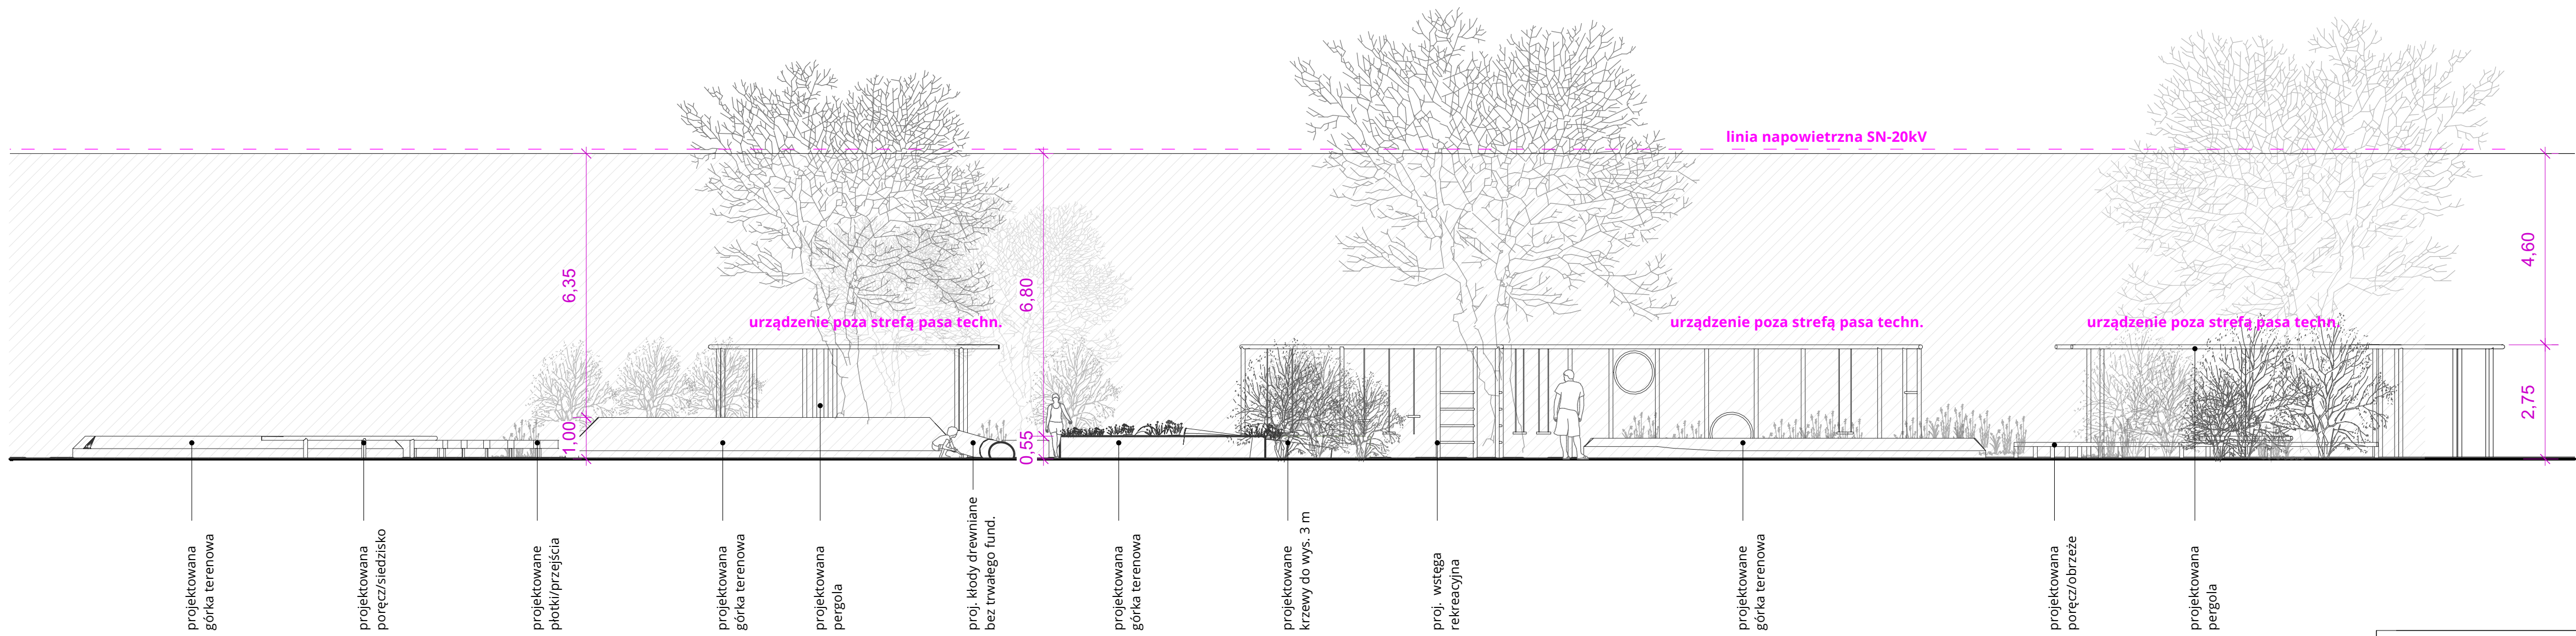 linia napowietrzna SN-20kV
6,35
6,80
4,60
urządzenie poza strefą pasa techn.
urządzenie poza strefą pasa techn.
urządzenie poza strefą pasa techn.
1,00
0,55
2,75
projektowana
górka terenowa
projektowana
poręcz/siedzisko
projektowane
płotki/przejścia
projektowana
górka terenowa
projektowana
pergola
proj. kłody drewniane
bez trwałego fund.
projektowana
górka terenowa
projektowane
krzewy do wys. 3 m
proj. wstęga
rekreacyjna
projektowana
górka terenowa
projektowana
poręcz/obrzeże
projektowana
pergola